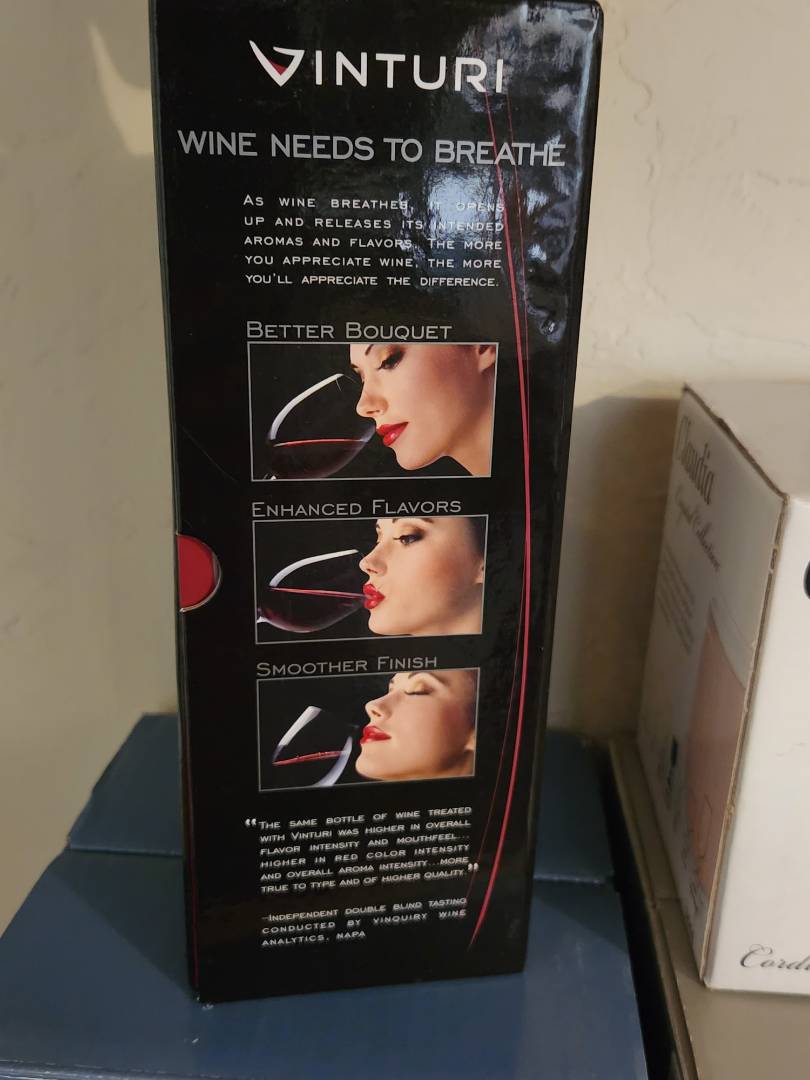 VINTURI
WINE NEEDS TO BREATHE
AS WINE BREATHES, IT OPENS
UP AND RELEASES ITS INTENDED
AROMAS AND FLAVORS. THE MORE
YOU APPRECIATE WINE, THE MORE
YOU'LL APPRECIATE THE DIFFERENCE.
BETTER BOUQUET
ENHANCED FLAVORS
SMOOTHER FINISH
"THE SAME BOTTLE OF WINE TREATED
WITH VINTURI WAS HIGHER IN OVERALL
FLAVOR INTENSITY AND MOUTHFEEL...
HIGHER IN RED COLOR INTENSITY
AND OVERALL AROMA INTENSITY...MORE
TRUE TO TYPE AND OF HIGHER QUALITY."
—INDEPENDENT DOUBLE BLIND TASTING
CONDUCTED BY VINQUIRY WINE
ANALYTICS, NAPA
Claudia
Crystal Collection